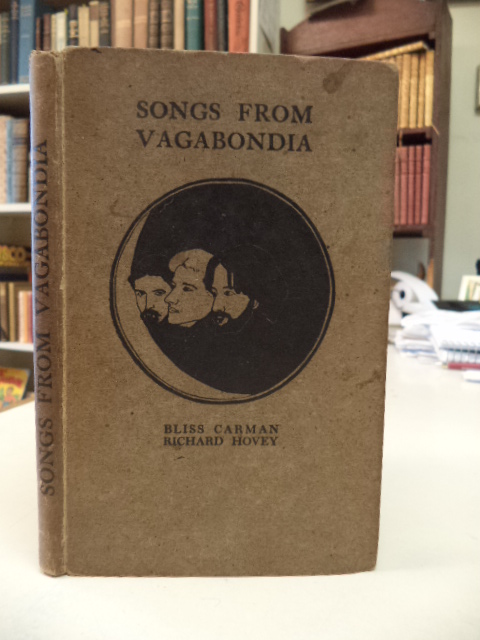 SONGS FROM
VAGABONDIA
BLISS CARMAN
RICHARD HOVEY
SONGS FROM VAGABONDIA